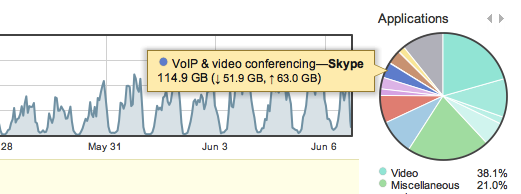 Applications
VoIP & video conferencing—Skype
114.9 GB (↓ 51.9 GB, ↑ 63.0 GB)
28 May 31 Jun 3 Jun 6
Video 38.1%
Miscellaneous 21.0%